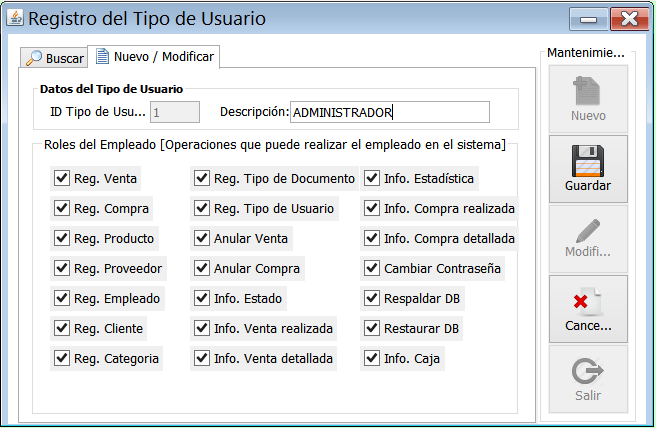 Registro del Tipo de Usuario
Buscar
Nuevo / Modificar
Mantenimie...
Datos del Tipo de Usuario
ID Tipo de Usu... 1 Descripción: ADMINISTRADOR
Roles del Empleado [Operaciones que puede realizar el empleado en el sistema]
Reg. Venta Reg. Tipo de Documento Info. Estadística
Reg. Compra Reg. Tipo de Usuario Info. Compra realizada
Reg. Producto Anular Venta Info. Compra detallada
Reg. Proveedor Anular Compra Cambiar Contraseña
Reg. Empleado Info. Estado Respaldar DB
Reg. Cliente Info. Venta realizada Restaurar DB
Reg. Categoria Info. Venta detallada Info. Caja
Nuevo
Guardar
Modifi...
Cance...
Salir